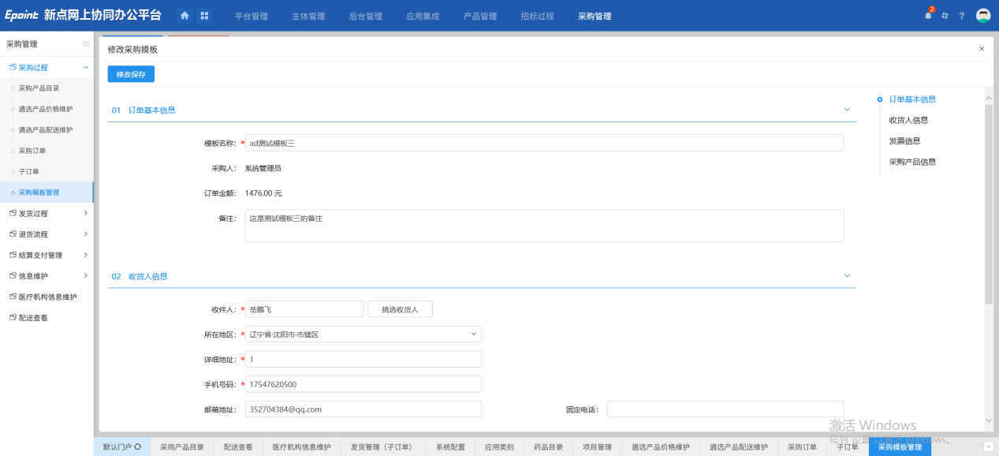 Epoint 新点网上协同办公平台 平台管理 主体管理 后台管理 应用集成 产品管理 招标过程 采购管理 2 ?
采购管理
采购过程
采购产品目录
遴选产品价格维护
遴选产品配送维护
采购订单
子订单
采购模板管理
发货过程
退货流程
结算支付管理
信息维护
医疗机构信息维护
配送查看
修改采购模板 ×
修改保存
01 订单基本信息
模板名称: * ad测试模板三
采购人: 系统管理员
订单金额: 1476.00 元
备注: 这是测试模板三的备注
02 收货人信息
收件人: * 岳鹏飞 挑选收货人
所在地区: * 辽宁省·沈阳市·市辖区
详细地址: * 1
手机号码: * 17547620500
邮箱地址: 352704384@qq.com 固定电话:
订单基本信息
收货人信息
发票信息
采购产品信息
激活 Windows
转到"设置"以激活 Windows。
默认门户 采购产品目录 配送查看 医疗机构信息维护 发货管理(子订单) 系统配置 应用类别 药品目录 项目管理 遴选产品价格维护 遴选产品配送维护 采购订单 子订单 采购模板管理